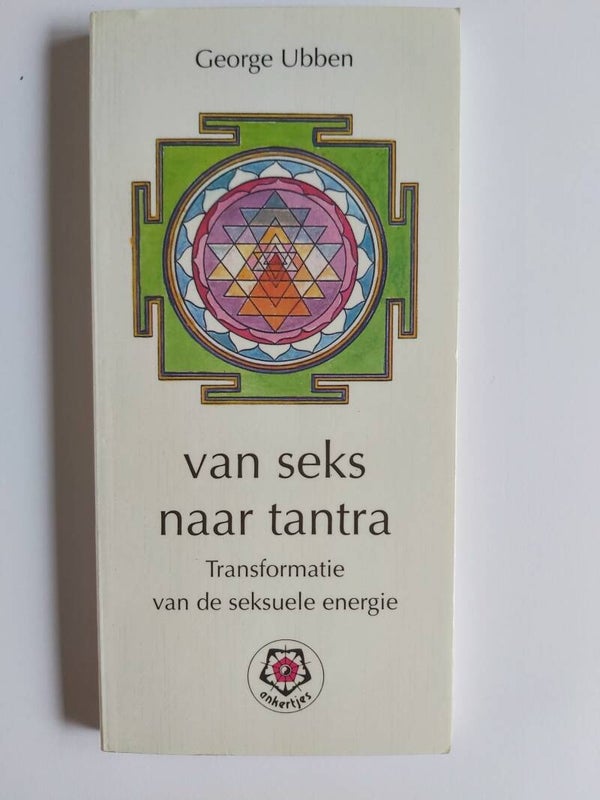 George Ubben
van seks
naar tantra
Transformatie
van de seksuele energie
ankertjes